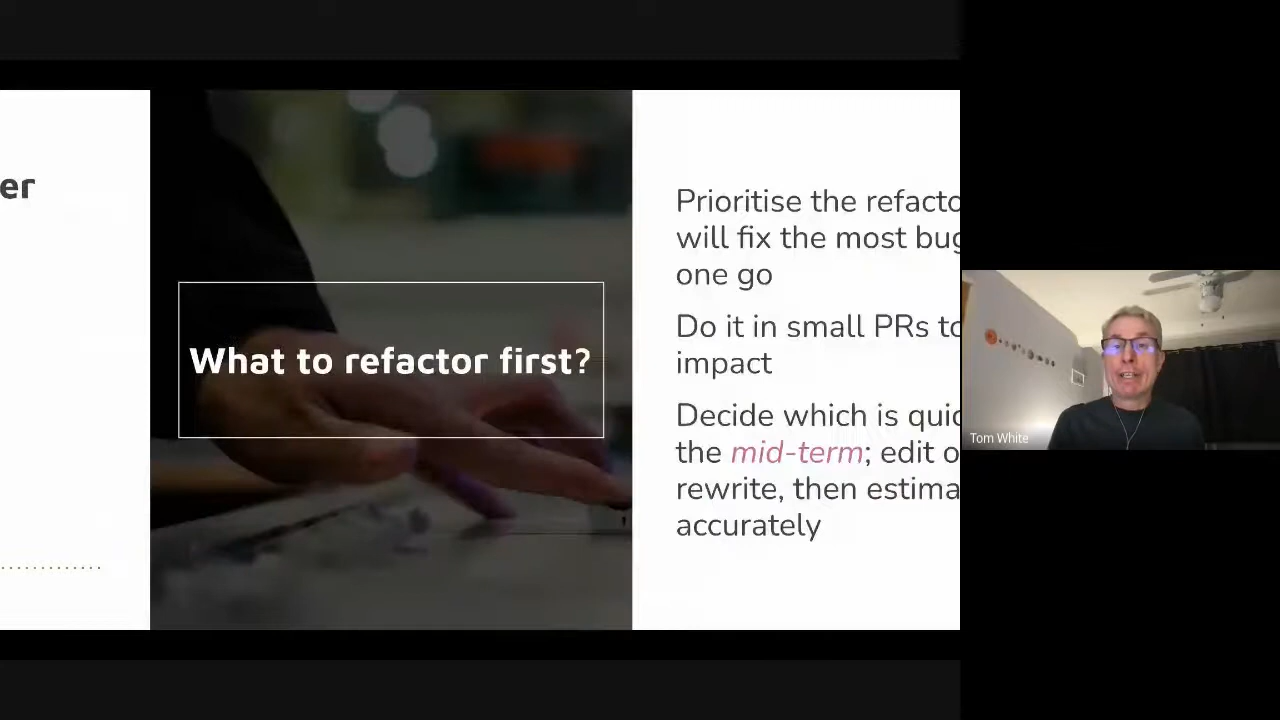 er
What to refactor first?
Prioritise the refacto
will fix the most bug
one go
Do it in small PRs to
impact
Decide which is quic
the mid-term; edit o
rewrite, then estima
accurately
Tom White